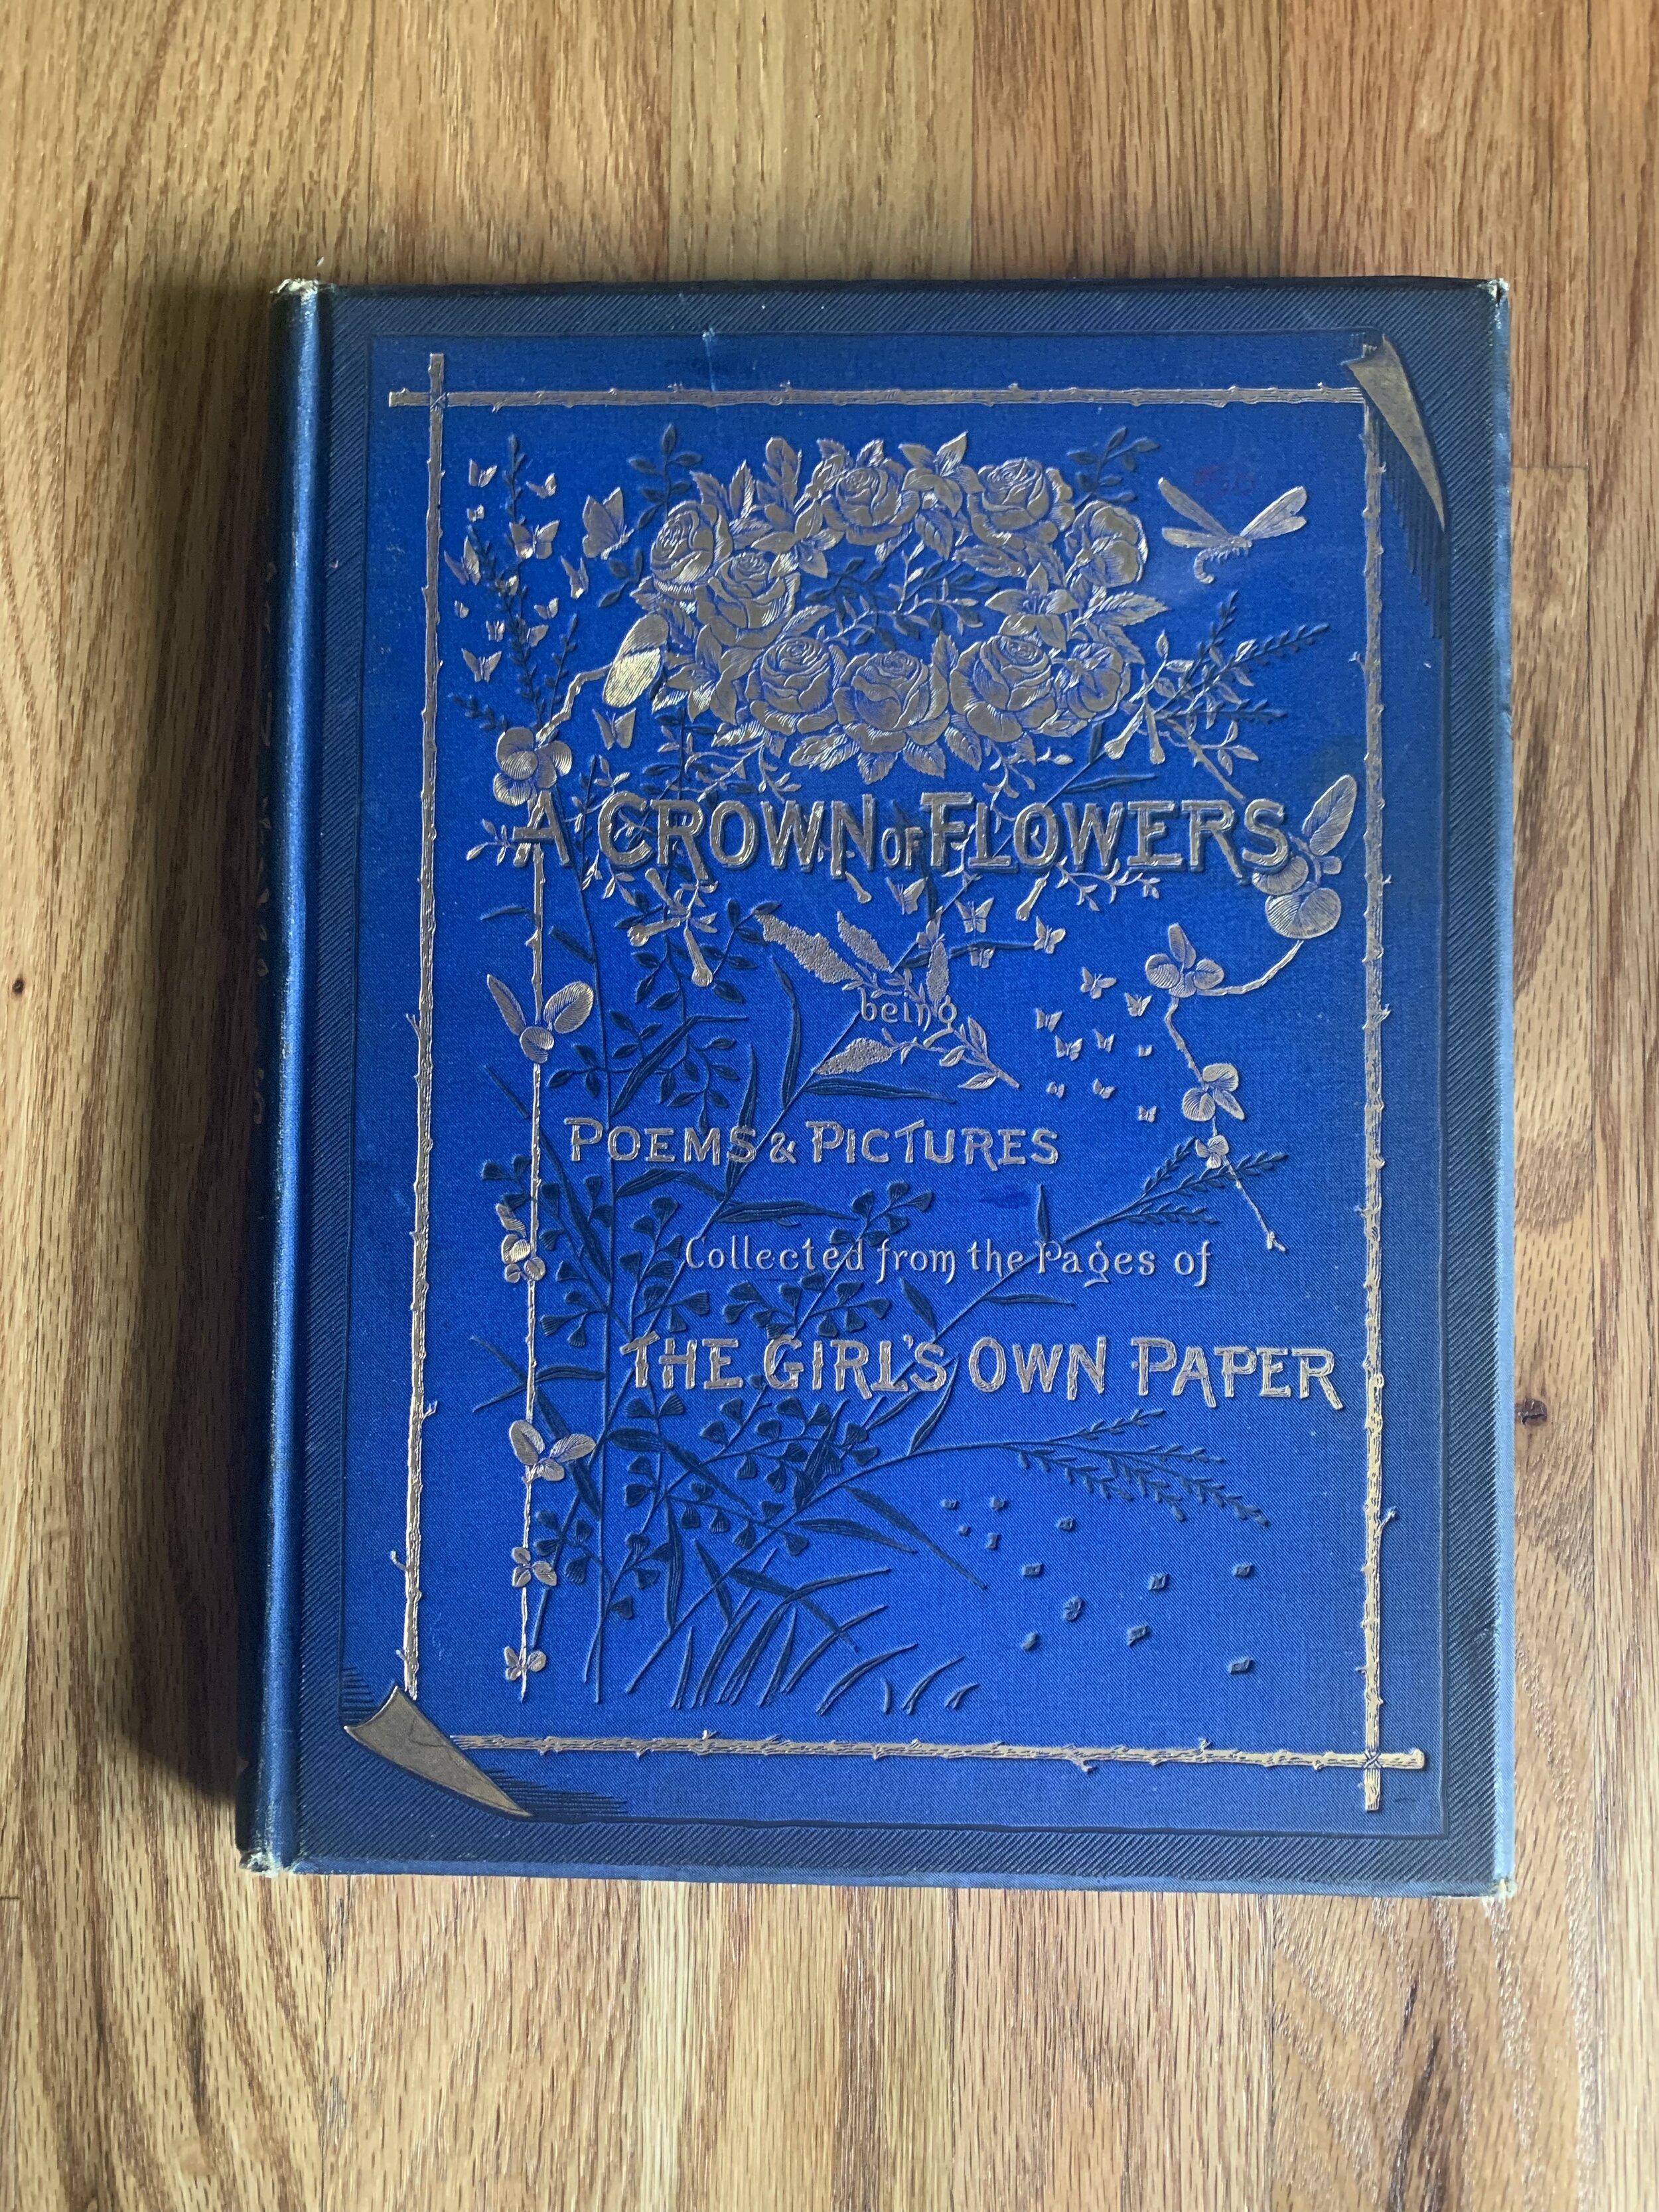 A CROWN OF FLOWERS
being
POEMS & PICTURES
Collected from the Pages of
THE GIRL'S OWN PAPER